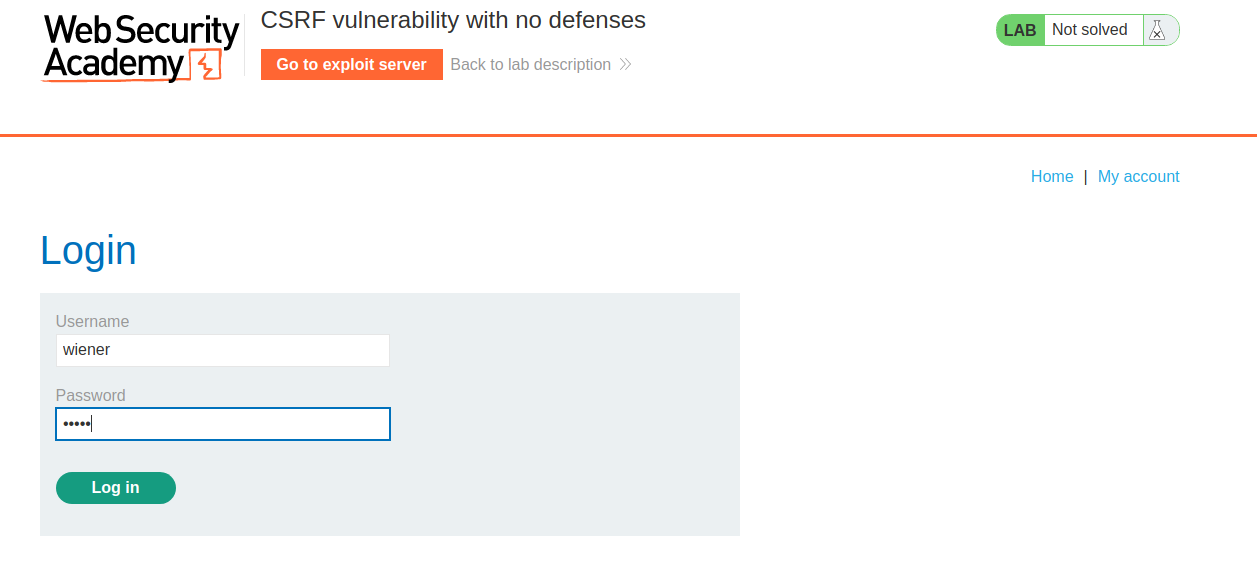 Web Security
Academy
CSRF vulnerability with no defenses
Go to exploit server Back to lab description
LAB Not solved
Home | My account
Login
Username
wiener
Password
•••••
Log in